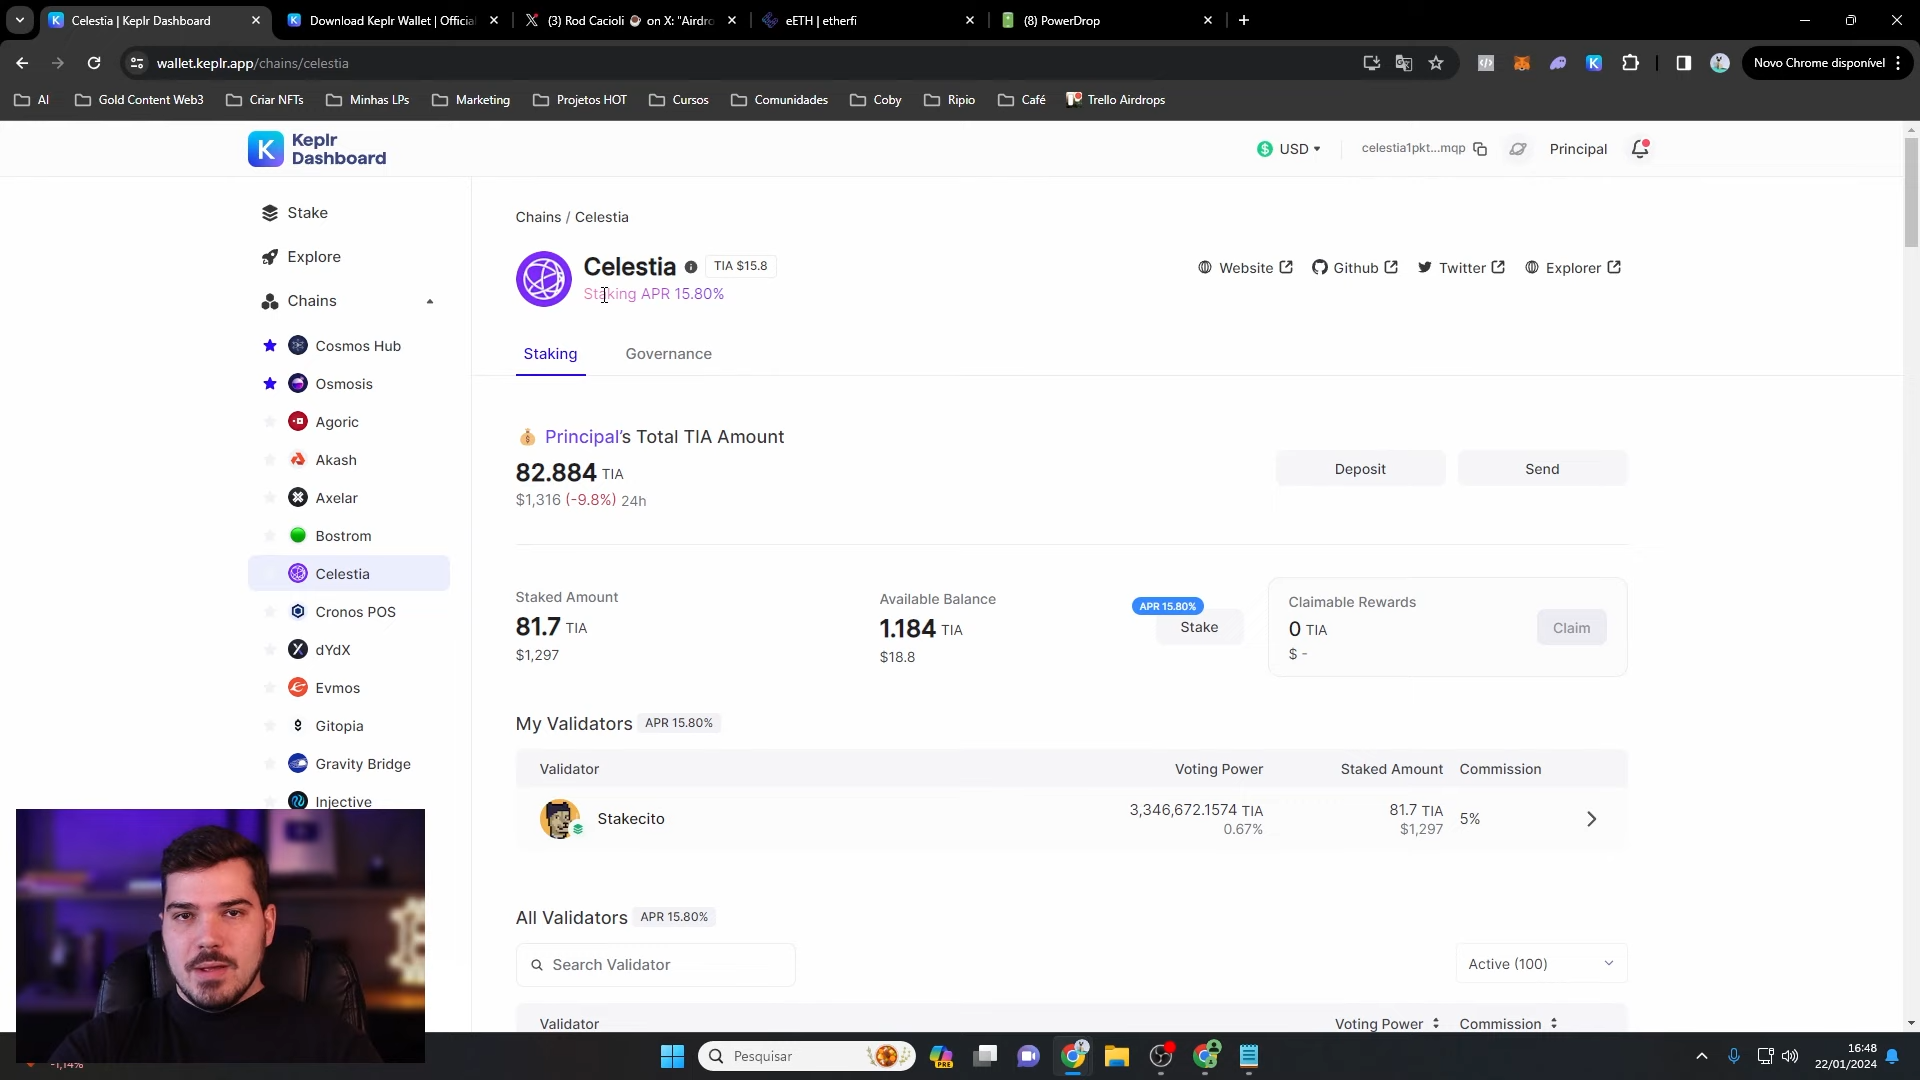 Celestia | Keplr Dashboard
Download Keplr Wallet | Official
(3) Rod Cacioli on X: "Airdro
eETH | etherfi
(8) PowerDrop
wallet.keplr.app/chains/celestia
Novo Chrome disponível
AI
Gold Content Web3
Criar NFTs
Minhas LPs
Marketing
Projetos HOT
Cursos
Comunidades
Coby
Ripio
Café
Trello Airdrops
Keplr
Dashboard
USD
celestia1pkt...mqp
Principal
Stake
Explore
Chains
Cosmos Hub
Osmosis
Agoric
Akash
Axelar
Bostrom
Celestia
Cronos POS
dYdX
Evmos
Gitopia
Gravity Bridge
Injective
Chains / Celestia
Celestia
TIA $15.8
Staking APR 15.80%
Website
Github
Twitter
Explorer
Staking
Governance
Principal's Total TIA Amount
82.884 TIA
$1,316 (-9.8%) 24h
Deposit
Send
Staked Amount
81.7 TIA
$1,297
Available Balance
1.184 TIA
$18.8
APR 15.80%
Stake
Claimable Rewards
0 TIA
$ -
Claim
My Validators APR 15.80%
Validator
Voting Power
Staked Amount
Commission
Stakecito
3,346,672.1574 TIA
0.67%
81.7 TIA
$1,297
5%
All Validators APR 15.80%
Search Validator
Active (100)
Validator
Voting Power
Commission
-1,14%
Pesquisar
PRE
16:48
22/01/2024